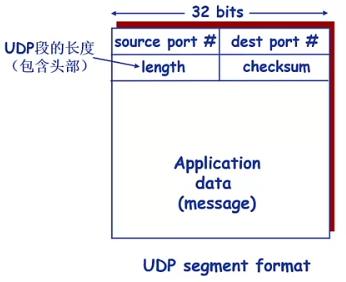 32 bits
source port # dest port #
UDP段的长度
（包含头部）
length checksum
Application
data
(message)
UDP segment format